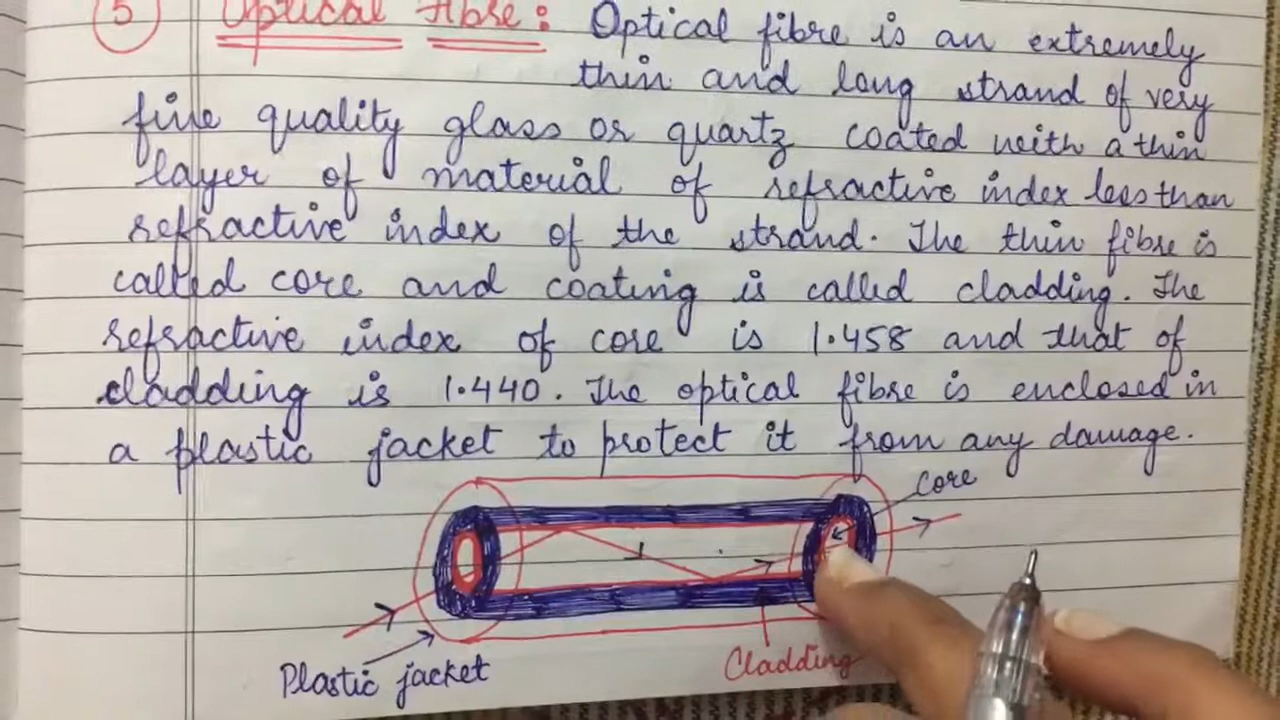 5 Optical fibre: Optical fibre is an extremely
thin and long strand of very
fine quality glass or quartz coated with a thin
layer of material of refractive index less than
refractive index of the strand. The thin fibre is
called core and coating is called cladding. The
refractive index of core is 1.458 and that of
cladding is 1.440. The optical fibre is enclosed in
a plastic jacket to protect it from any damage.
Core
Cladding
Plastic jacket